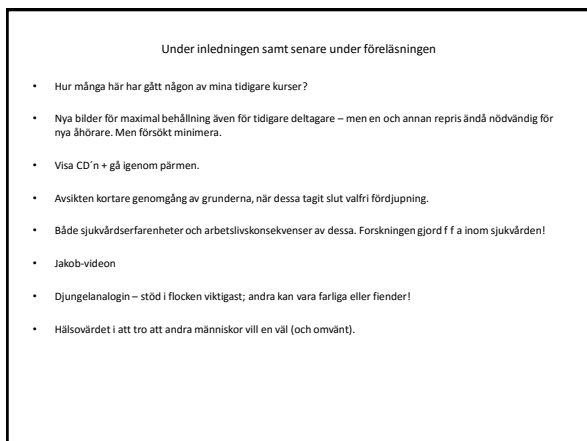 Under inledningen samt senare under föreläsningen
• Hur många här har gått någon av mina tidigare kurser?
• Nya bilder för maximal behållning även för tidigare deltagare – men en och annan repris ändå nödvändig för
nya åhörare. Men försökt minimera.
• Visa CD´n + gå igenom pärmen.
• Avsikten kortare genomgång av grunderna, när dessa tagit slut valfri fördjupning.
• Både sjukvårdserfarenheter och arbetslivskonsekvenser av dessa. Forskningen gjord f f a inom sjukvården!
• Jakob-videon
• Djungelanalogin – stöd i flocken viktigast; andra kan vara farliga eller fiender!
• Hälsovärdet i att tro att andra människor vill en väl (och omvänt).